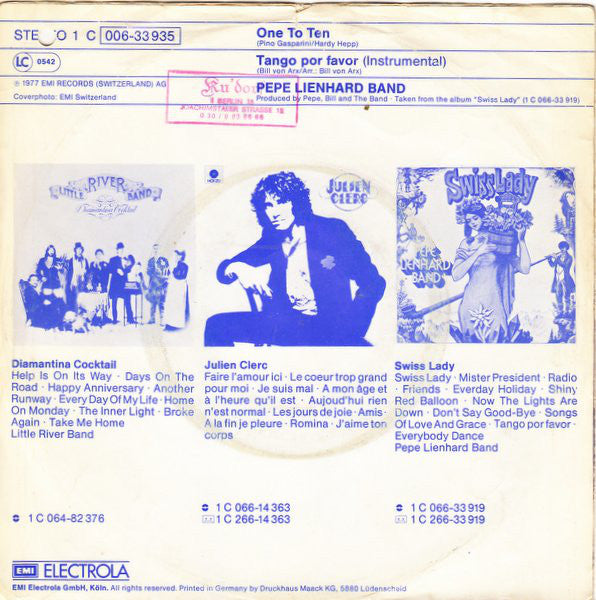 STEREO 1 C 006-33 935
One To Ten
(Pino Gasparini/Hardy Hepp)
LC 0542
Tango por favor (Instrumental)
(Bill von Arx/Arr.: Bill von Arx)
℗ 1977 EMI RECORDS (SWITZERLAND) AG
PEPE LIENHARD BAND
Coverphoto: EMI Switzerland
Produced by Pepe, Bill and The Band · Taken from the album "Swiss Lady" (1 C 066-33 919)
BERLIN
JOACHIMSTALER STRASSE
LITTLE RIVER BAND
Diamantina Cocktail
JULIEN CLERC
Swiss Lady
PEPE LIENHARD BAND
Diamantina Cocktail
Help Is On Its Way · Days On The
Road · Happy Anniversary · Another
Runway · Every Day Of My Life · Home
On Monday · The Inner Light · Broke
Again · Take Me Home
Little River Band
1 C 064-82 376
Julien Clerc
Faire l'amour ici · Le coeur trop grand
pour moi · Je suis mal · A mon âge et
à l'heure qu'il est · Aujoud'hui rien
n'est normal · Les jours de joie · Amis ·
A la fin je pleure · Romina · J'aime ton
corps
1 C 066-14 363
1 C 266-14 363
Swiss Lady
Swiss Lady · Mister President · Radio
· Friends · Everday Holiday · Shiny
Red Balloon · Now The Lights Are
Down · Don't Say Good-Bye · Songs
Of Love And Grace · Tango por favor ·
Everybody Dance
Pepe Lienhard Band
1 C 066-33 919
1 C 266-33 919
EMI ELECTROLA
EMI Electrola GmbH, Köln. All rights reserved. Printed in Germany by Druckhaus Maack KG, 5880 Lüdenscheid